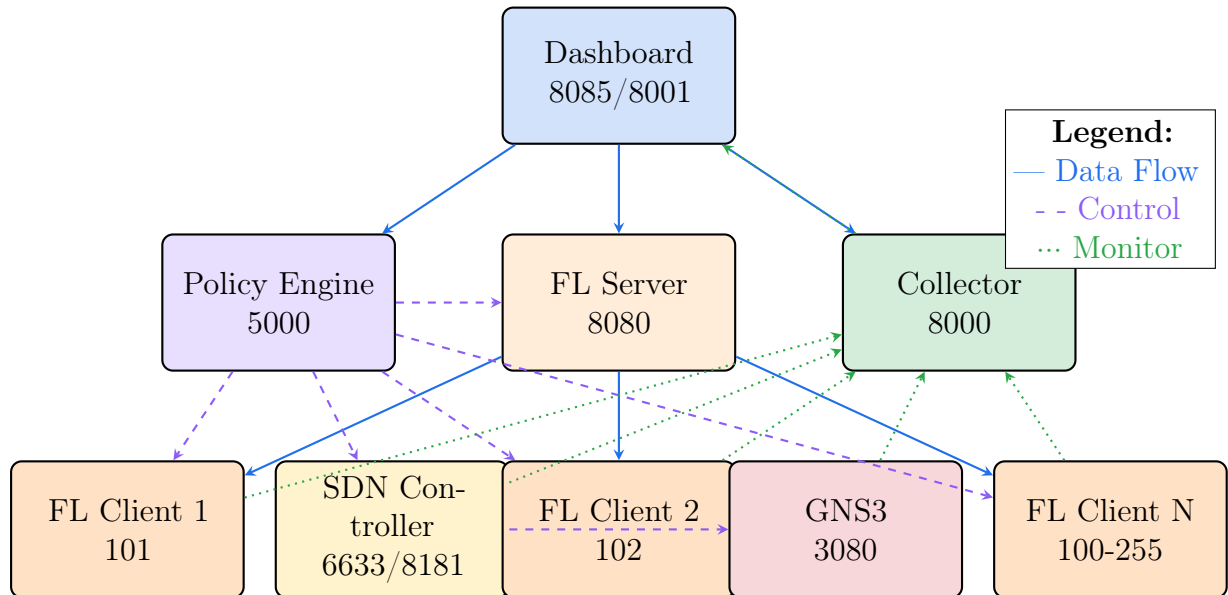 Dashboard
8085/8001
Legend:
— Data Flow
- - Control
··· Monitor
Policy Engine
5000
FL Server
8080
Collector
8000
FL Client 1
101
SDN Con-
troller
6633/8181
FL Client 2
102
GNS3
3080
FL Client N
100-255